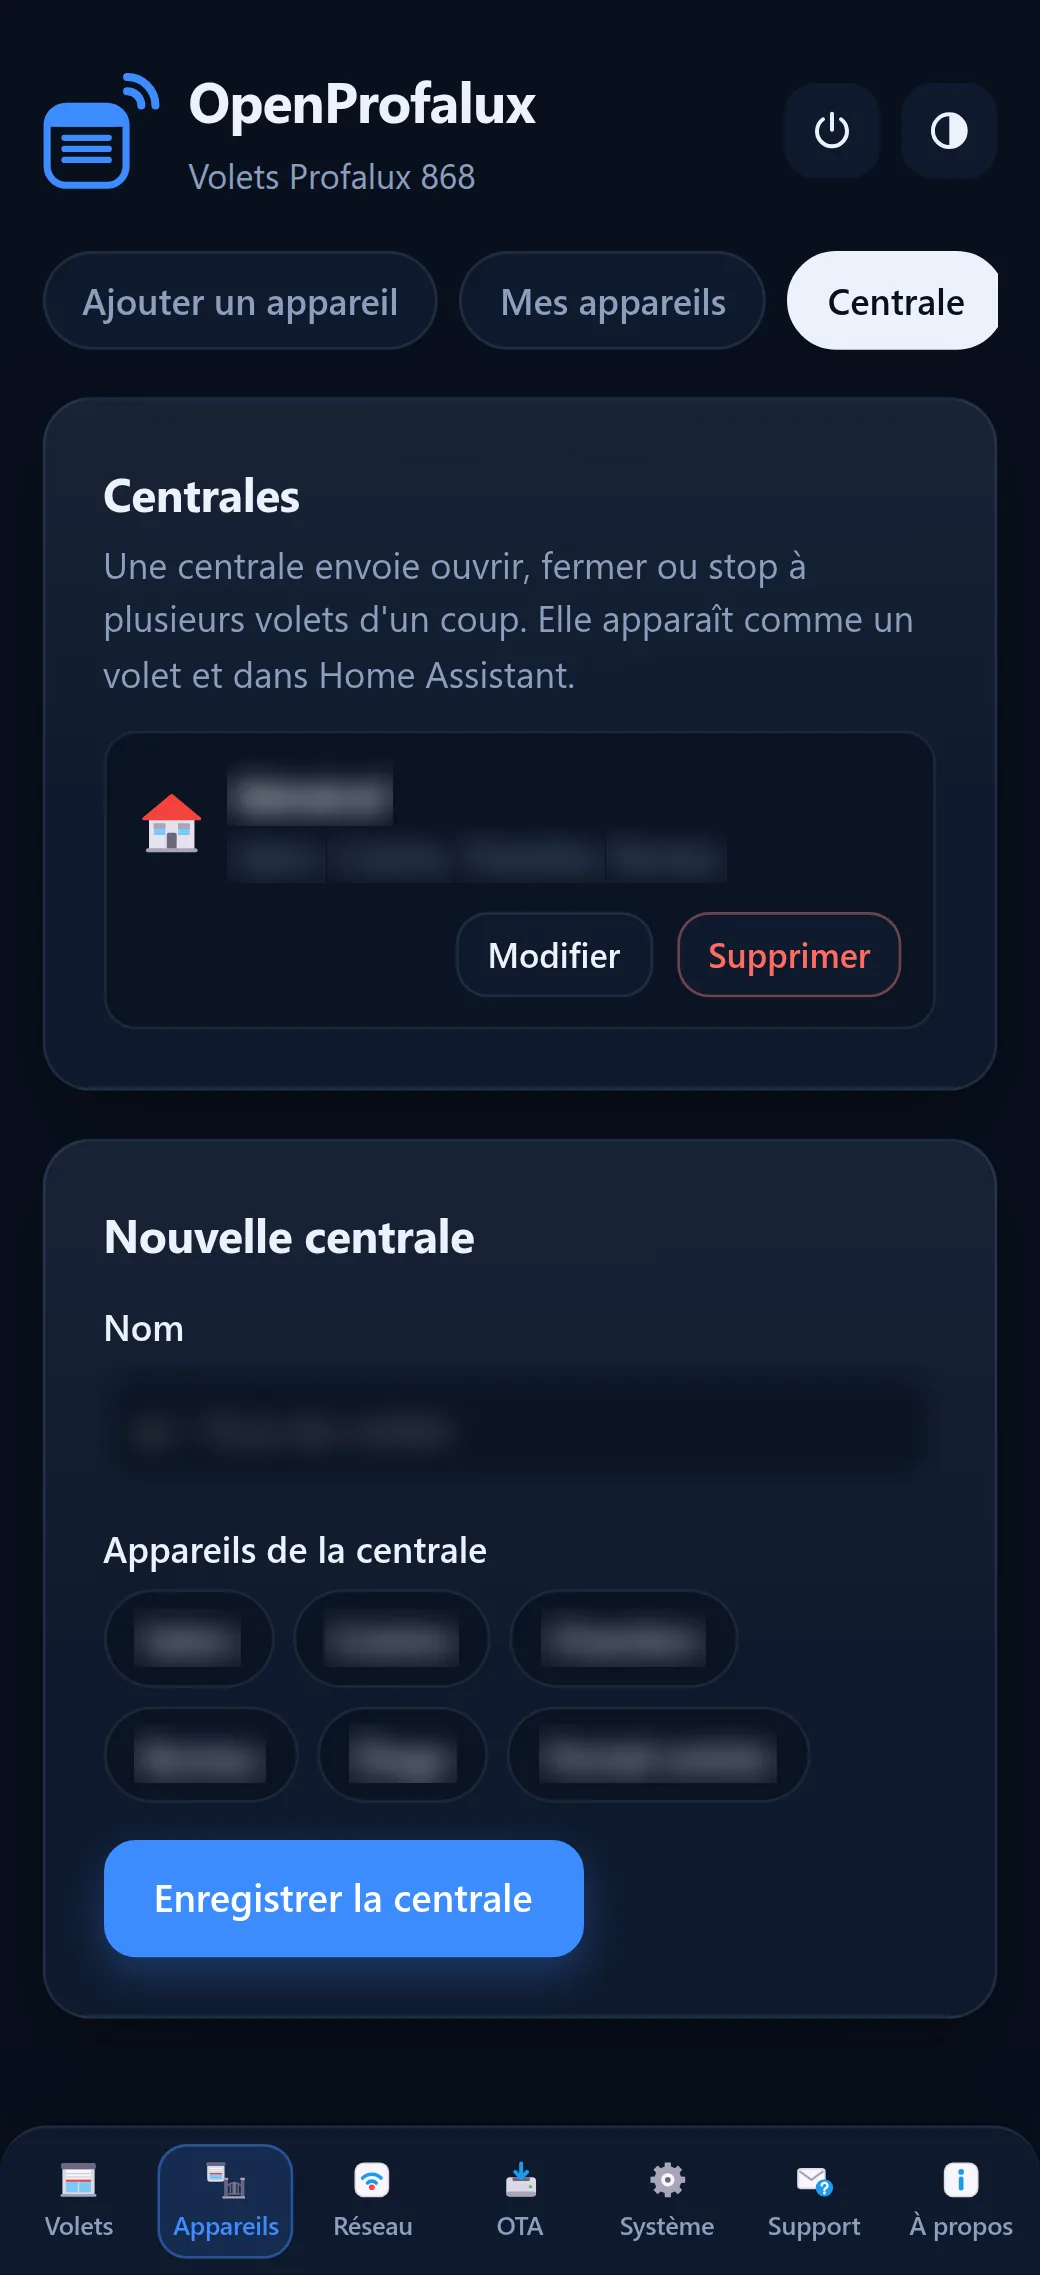 OpenProfalux
Volets Profalux 868
Ajouter un appareil
Mes appareils
Centrale
Centrales
Une centrale envoie ouvrir, fermer ou stop à
plusieurs volets d'un coup. Elle apparaît comme un
volet et dans Home Assistant.
Modifier
Supprimer
Nouvelle centrale
Nom
Appareils de la centrale
Enregistrer la centrale
Volets
Appareils
Réseau
OTA
Système
Support
À propos